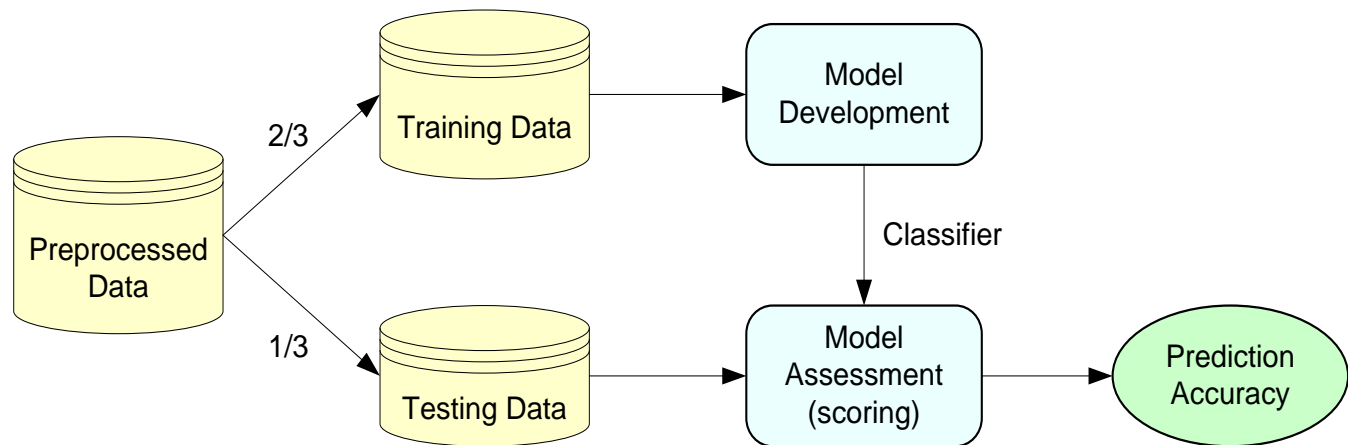 2/3
Training Data
Model
Development
Preprocessed
Data
Classifier
1/3
Testing Data
Model
Assessment
(scoring)
Prediction
Accuracy